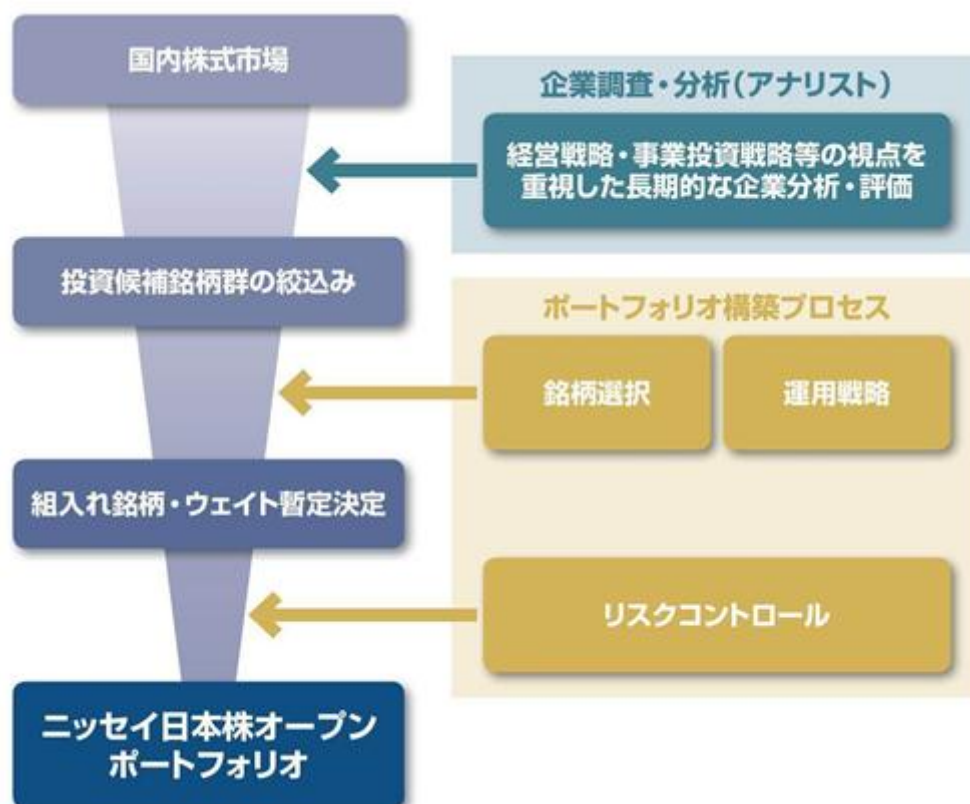 国内株式市場
企業調査・分析(アナリスト)
経営戦略・事業投資戦略等の視点を
重視した長期的な企業分析・評価
投資候補銘柄群の絞込み
ポートフォリオ構築プロセス
銘柄選択
運用戦略
組入れ銘柄・ウェイト暫定決定
リスクコントロール
ニッセイ日本株オープン
ポートフォリオ